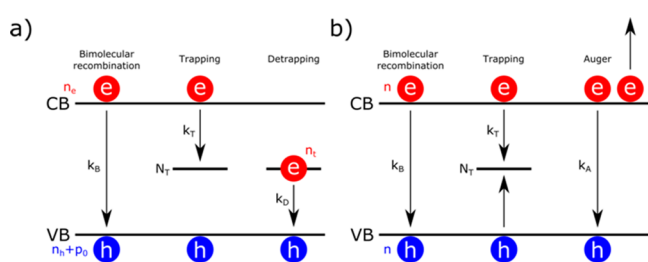 a)
Bimolecular
recombination
Trapping
Detrapping
n_e
e
e
CB
k_T
n_t
N_T
e
k_B
k_D
VB
n_h+p_0
h
h
h
b)
Bimolecular
recombination
Trapping
Auger
n
e
e
e
e
CB
k_T
k_B
N_T
k_A
VB
n
h
h
h